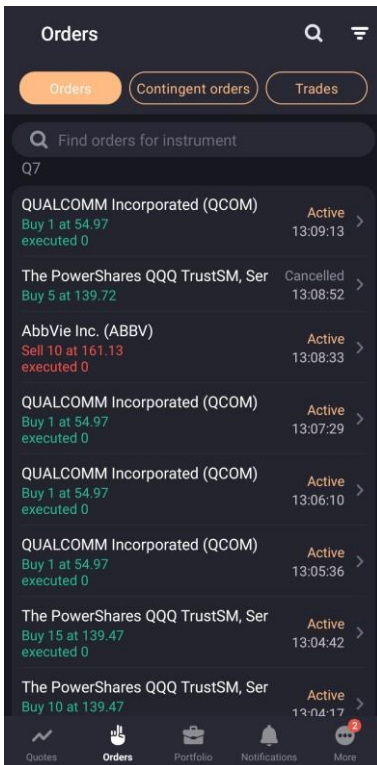 Orders
Orders
Contingent orders
Trades
Find orders for instrument
Q7
QUALCOMM Incorporated (QCOM)
Buy 1 at 54.97
executed 0
Active
13:09:13
The PowerShares QQQ TrustSM, Ser
Buy 5 at 139.72
Cancelled
13:08:52
AbbVie Inc. (ABBV)
Sell 10 at 161.13
executed 0
Active
13:08:33
QUALCOMM Incorporated (QCOM)
Buy 1 at 54.97
executed 0
Active
13:07:29
QUALCOMM Incorporated (QCOM)
Buy 1 at 54.97
executed 0
Active
13:06:10
QUALCOMM Incorporated (QCOM)
Buy 1 at 54.97
executed 0
Active
13:05:36
The PowerShares QQQ TrustSM, Ser
Buy 15 at 139.47
executed 0
Active
13:04:42
The PowerShares QQQ TrustSM, Ser
Buy 10 at 139.47
Active
13:04:17
2
Quotes
Orders
Portfolio
Notifications
More